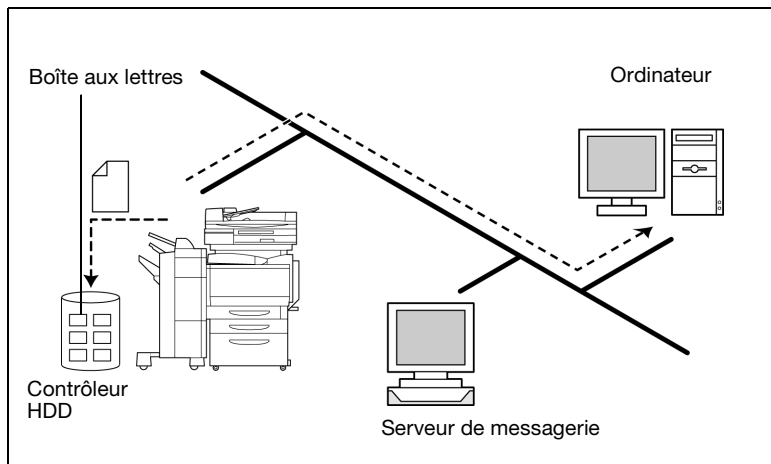 Boîte aux lettres
Ordinateur
Contrôleur
HDD
Serveur de messagerie